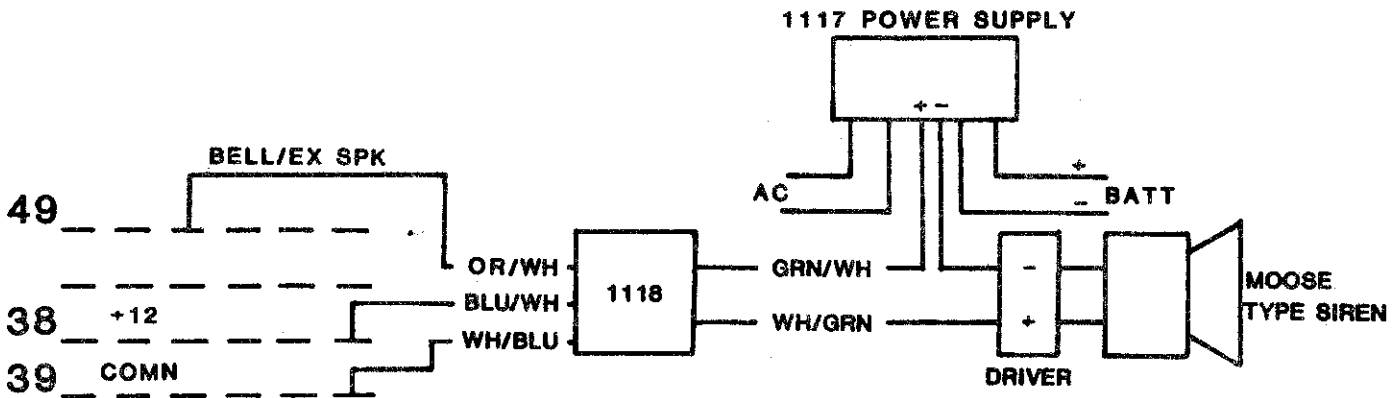 1117 POWER SUPPLY
+ -
BELL/EX SPK
+
AC
BATT
-
49
OR/WH
GRN/WH
-
1118
BLU/WH
MOOSE
TYPE SIREN
38 +12
WH/GRN
+
WH/BLU
39 COMN
DRIVER